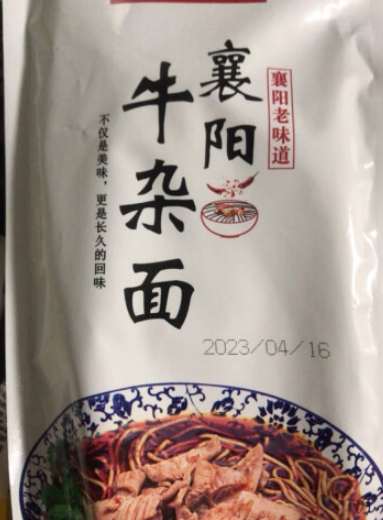 襄阳
牛杂面
襄阳老味道
不仅是美味，更是长久的回味
2023/04/16